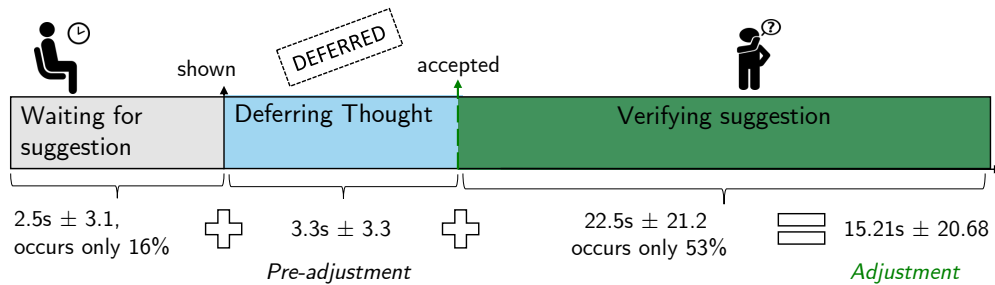 DEFERRED
shown
accepted
?
Waiting for
suggestion
Deferring Thought
Verifying suggestion
2.5s ± 3.1,
occurs only 16%
3.3s ± 3.3
22.5s ± 21.2
occurs only 53%
15.21s ± 20.68
Pre-adjustment
Adjustment